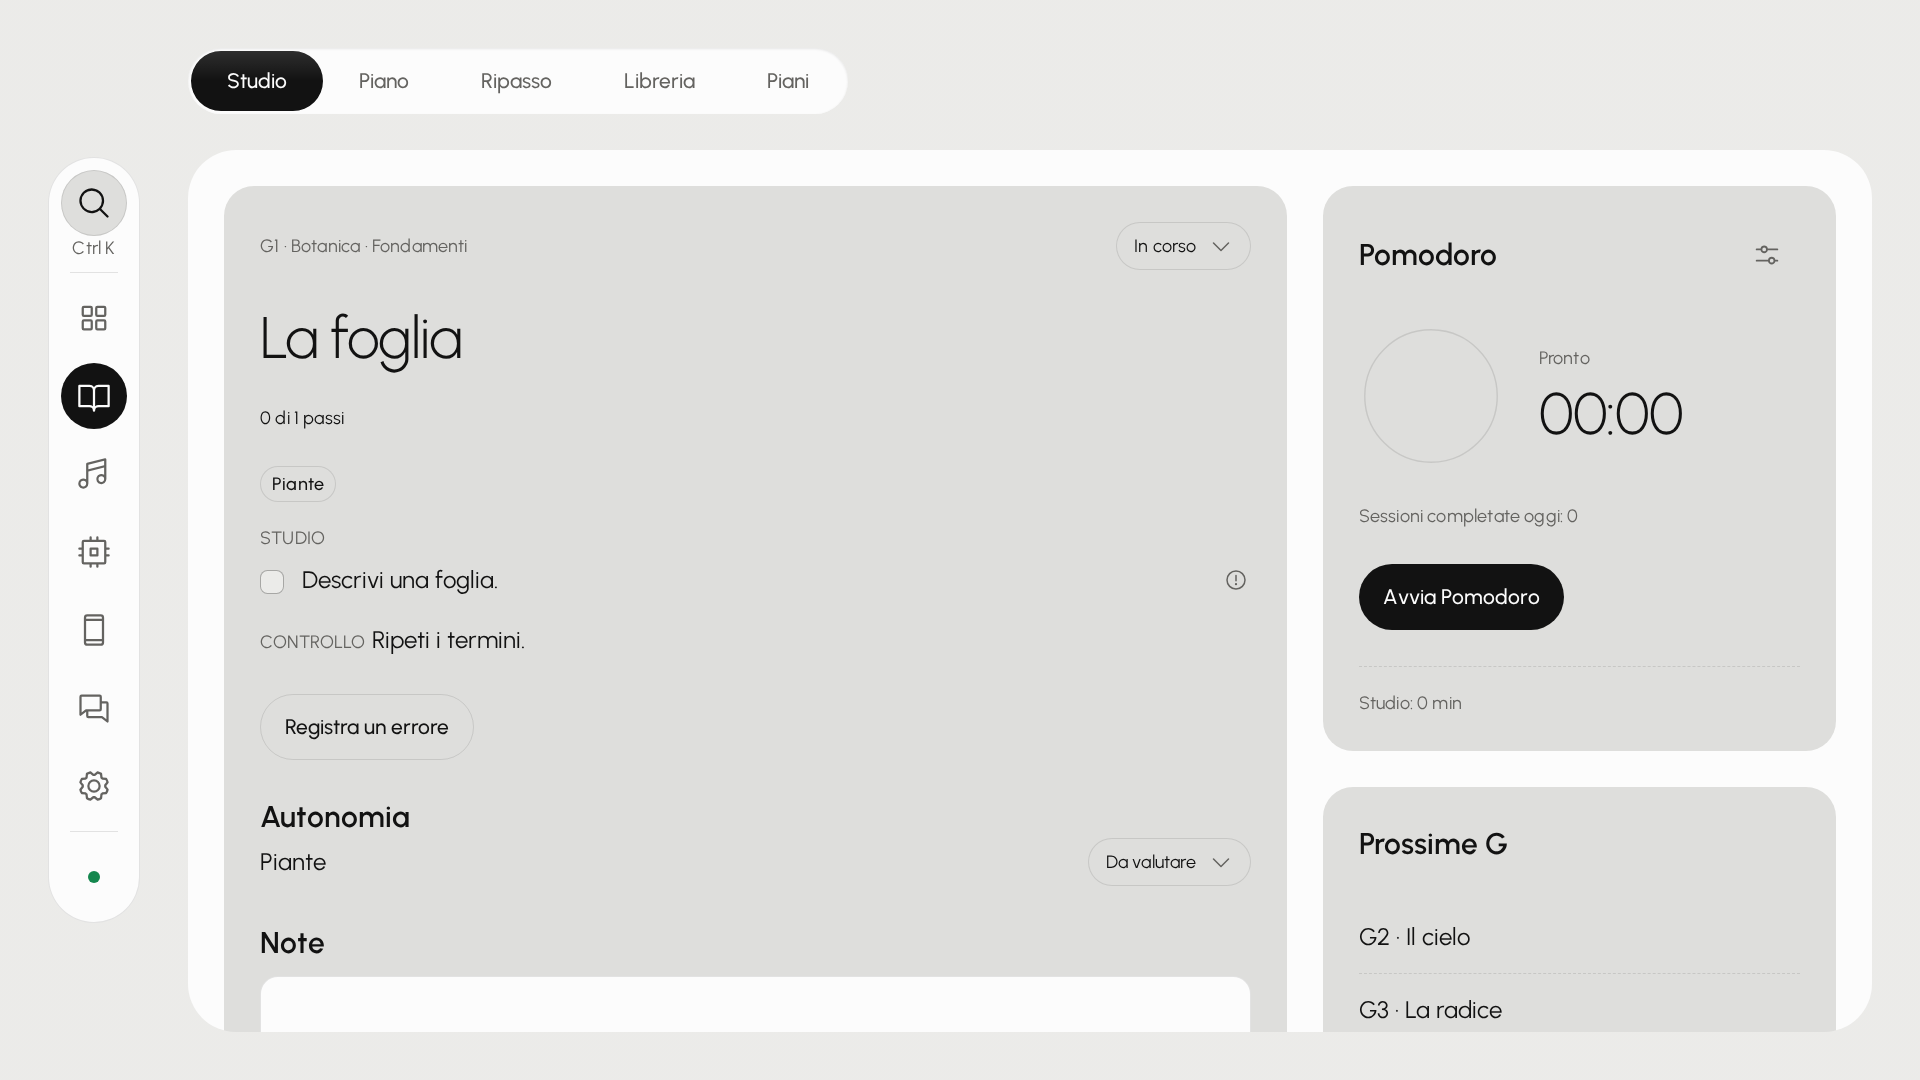 Studio
Piano
Ripasso
Libreria
Piani
Ctrl K
G1 · Botanica · Fondamenti
In corso
La foglia
0 di 1 passi
Piante
STUDIO
Descrivi una foglia.
CONTROLLO Ripeti i termini.
Registra un errore
Autonomia
Piante
Da valutare
Note
Pomodoro
Pronto
00:00
Sessioni completate oggi: 0
Avvia Pomodoro
Studio: 0 min
Prossime G
G2 · Il cielo
G3 · La radice